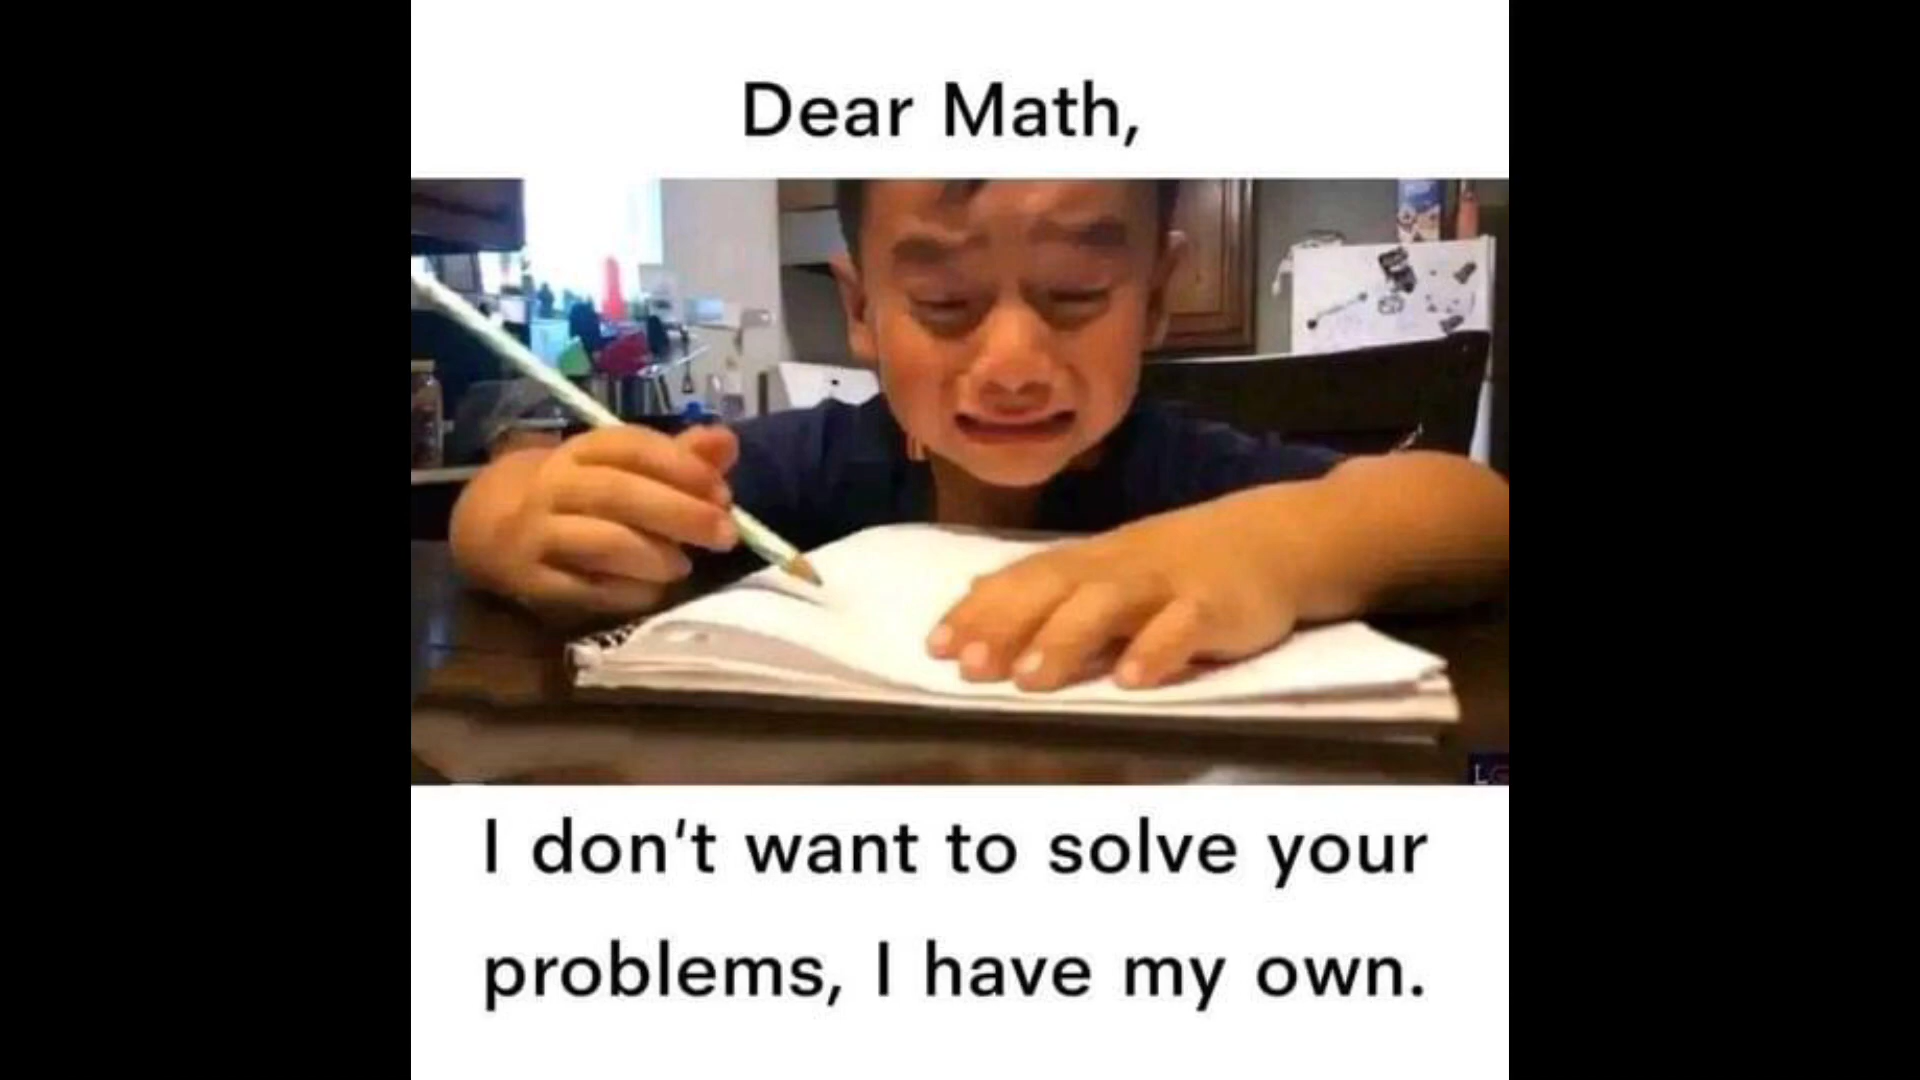 Dear Math,
I don't want to solve your
problems, I have my own.